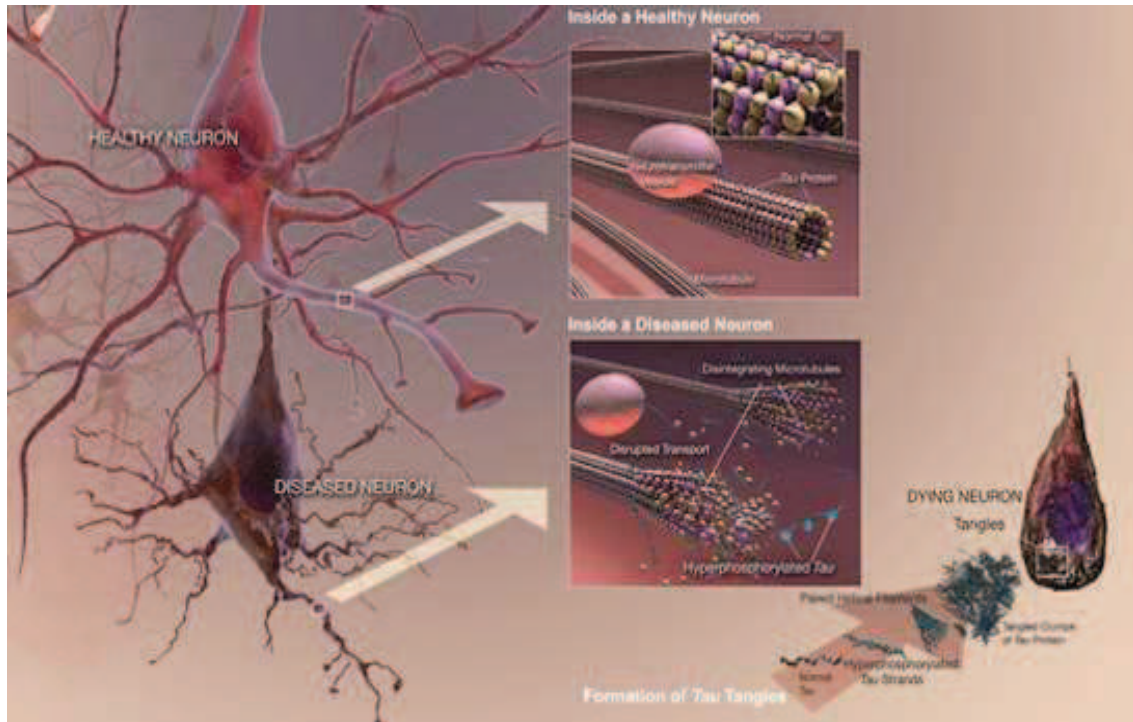 Inside a Healthy Neuron
Normal Tau
HEALTHY NEURON
Tau Protein
Microtubule
Inside a Diseased Neuron
Disintegrating Microtubules
Disrupted Transport
DISEASED NEURON
Hyperphosphorylated Tau
DYING NEURON
Tangles
Paired Helical Filaments
Tangled Clumps
of Tau Protein
Hyperphosphorylated
Tau Strands
Normal
Tau
Formation of Tau Tangles